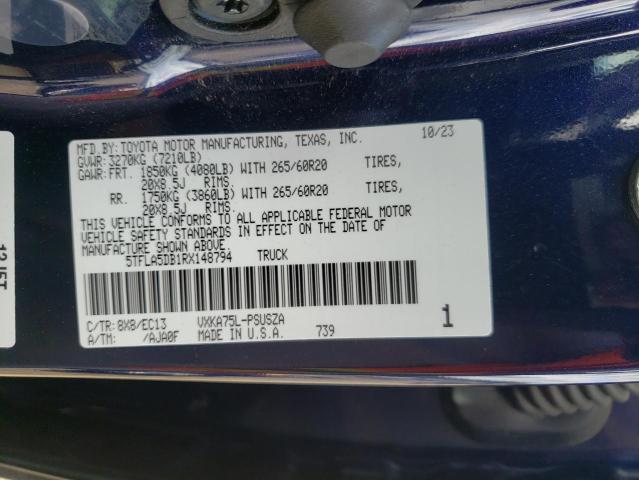 MFD.BY:TOYOTA MOTOR MANUFACTURING, TEXAS, INC. 10/23
GVWR:3270KG (7210LB)
GAWR:FRT. 1850KG (4080LB) WITH 265/60R20 TIRES,
20X8.5J RIMS.
RR. 1750KG (3860LB) WITH 265/60R20 TIRES,
20X8.5J RIMS.
THIS VEHICLE CONFORMS TO ALL APPLICABLE FEDERAL MOTOR
VEHICLE SAFETY STANDARDS IN EFFECT ON THE DATE OF
MANUFACTURE SHOWN ABOVE.
5TFLA5DB1RX148794 TRUCK
C/TR:8X8/EC13 VXKA75L-PSUSZA
A/TM: /AJA0F MADE IN U.S.A. 739 1